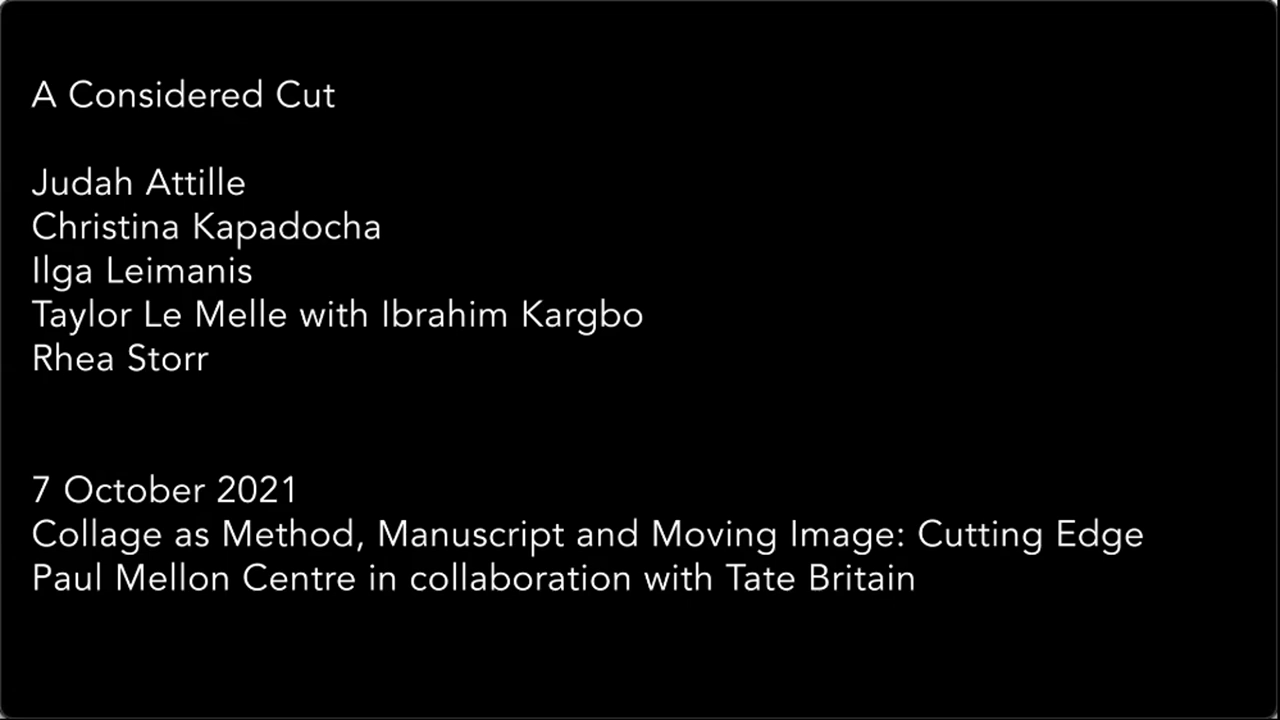 A Considered Cut
Judah Attille
Christina Kapadocha
Ilga Leimanis
Taylor Le Melle with Ibrahim Kargbo
Rhea Storr
7 October 2021
Collage as Method, Manuscript and Moving Image: Cutting Edge
Paul Mellon Centre in collaboration with Tate Britain